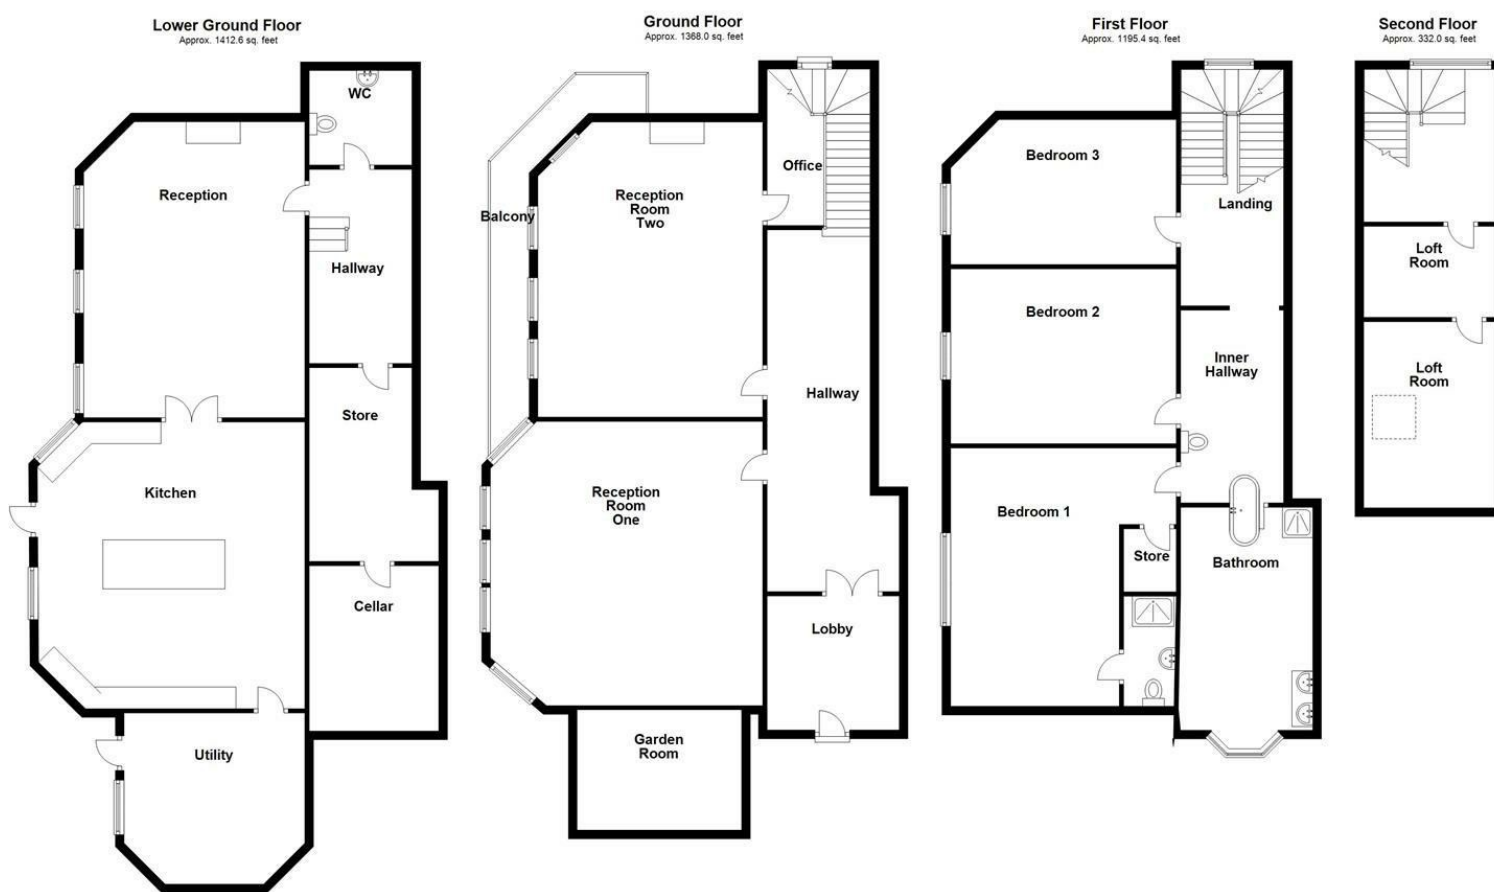 Lower Ground Floor
Approx. 1412.6 sq. feet
WC
Reception
Hallway
Store
Kitchen
Cellar
Utility
Ground Floor
Approx. 1368.0 sq. feet
Office
Reception
Room
Two
Balcony
Hallway
Reception
Room
One
Lobby
Garden
Room
First Floor
Approx. 1195.4 sq. feet
Bedroom 3
Landing
Bedroom 2
Inner
Hallway
Bedroom 1
Store
Bathroom
Second Floor
Approx. 332.0 sq. feet
Loft
Room
Loft
Room